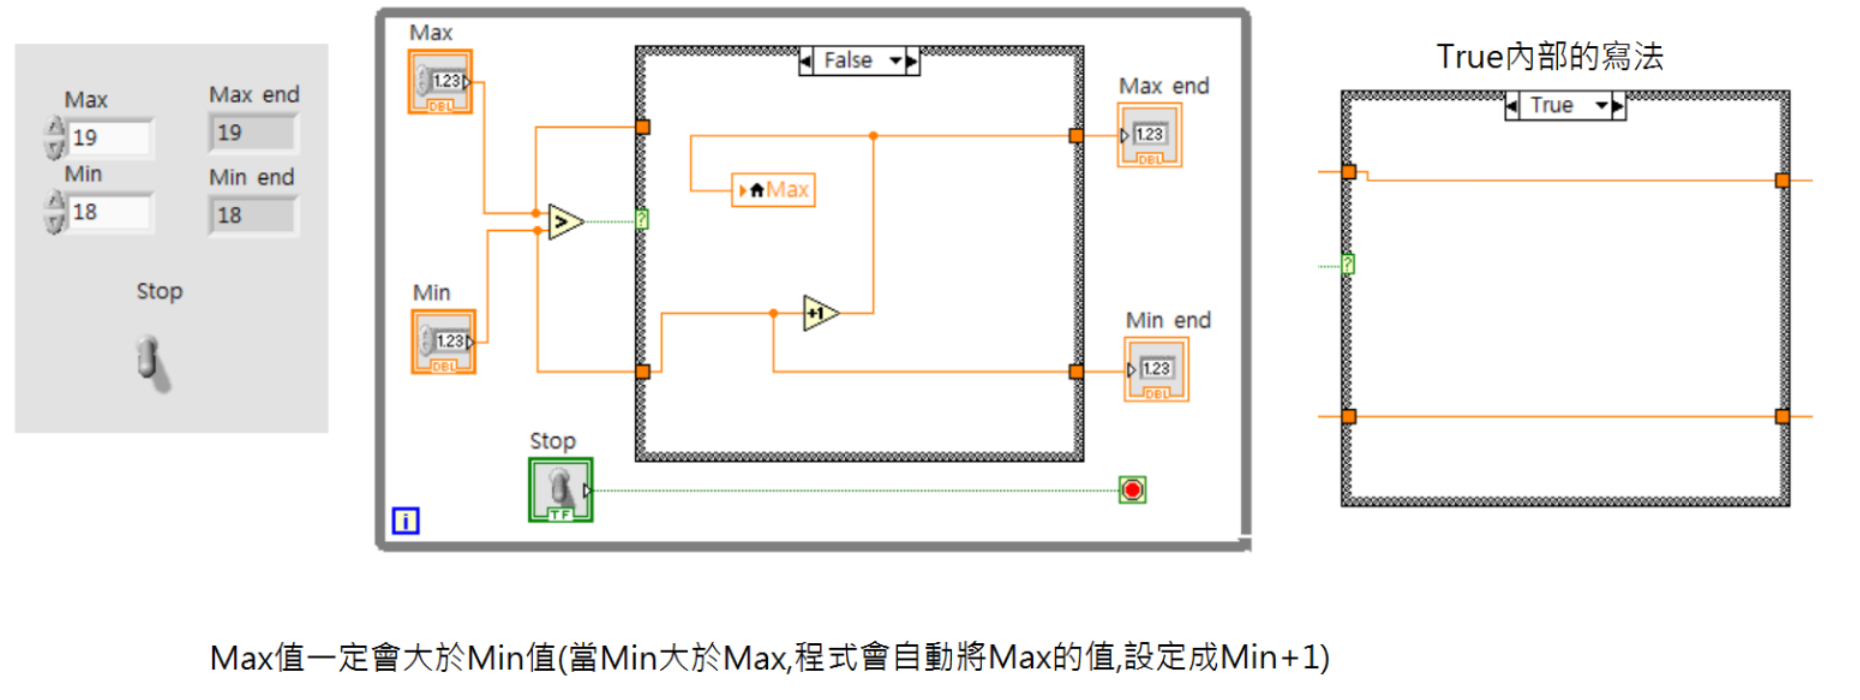 Max
19
Min
18
Max end
19
Min end
18
Stop
Max
1.23
DBL
Min
1.23
DBL
>
False
?
Max
+1
Max end
1.23
DBL
Min end
1.23
DBL
Stop
TF
i
True內部的寫法
True
?
Max值一定會大於Min值(當Min大於Max,程式會自動將Max的值,設定成Min+1)